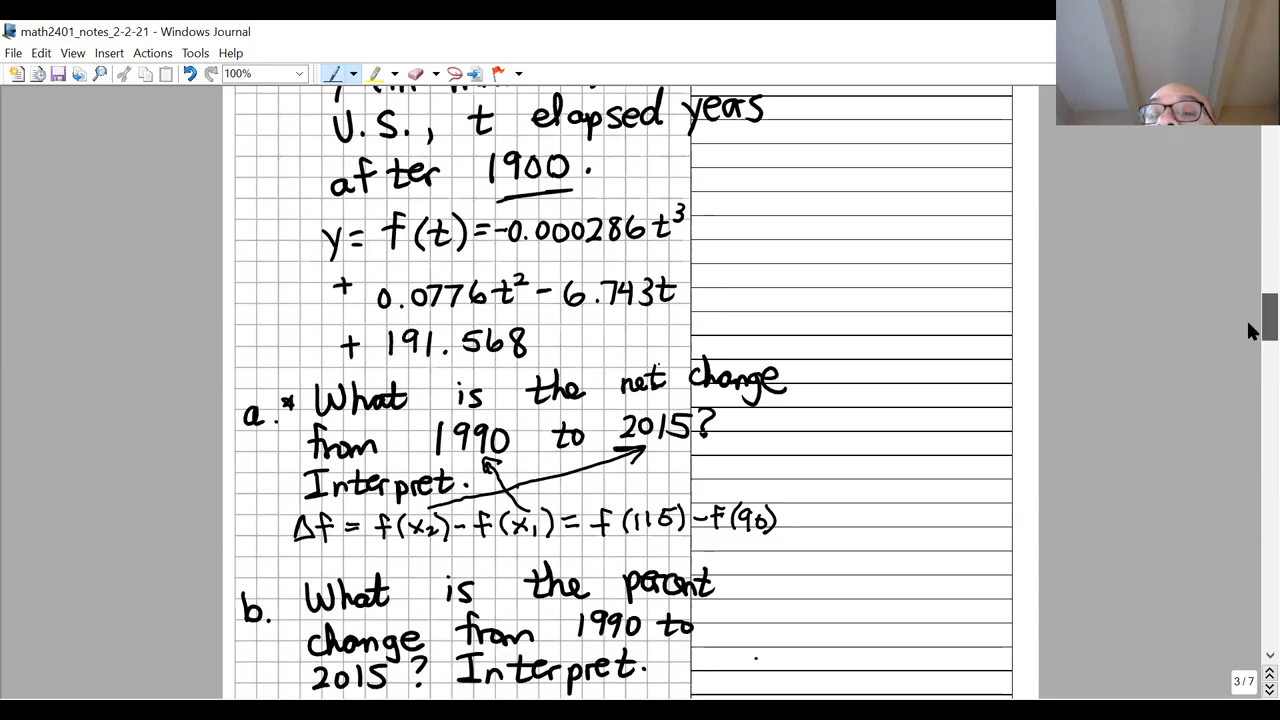 math2401_notes_2-2-21 - Windows Journal
File Edit View Insert Actions Tools Help
100%
U.S., t elapsed years
after 1900.
y = f(t) = -0.000286t³
+ 0.0776t² - 6.743t
+ 191.568
a.* What is the net change
from 1990 to 2015?
Interpret.
Δf = f(x₂) - f(x₁) = f(115) - f(90)
b. What is the percent
change from 1990 to
2015? Interpret.
3 / 7